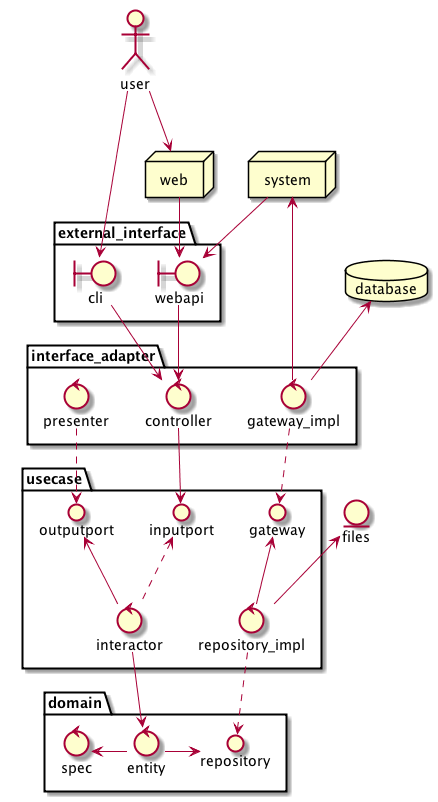 user
web
system
external_interface
cli
webapi
database
interface_adapter
presenter
controller
gateway_impl
usecase
outputport
inputport
gateway
files
interactor
repository_impl
domain
spec
entity
repository